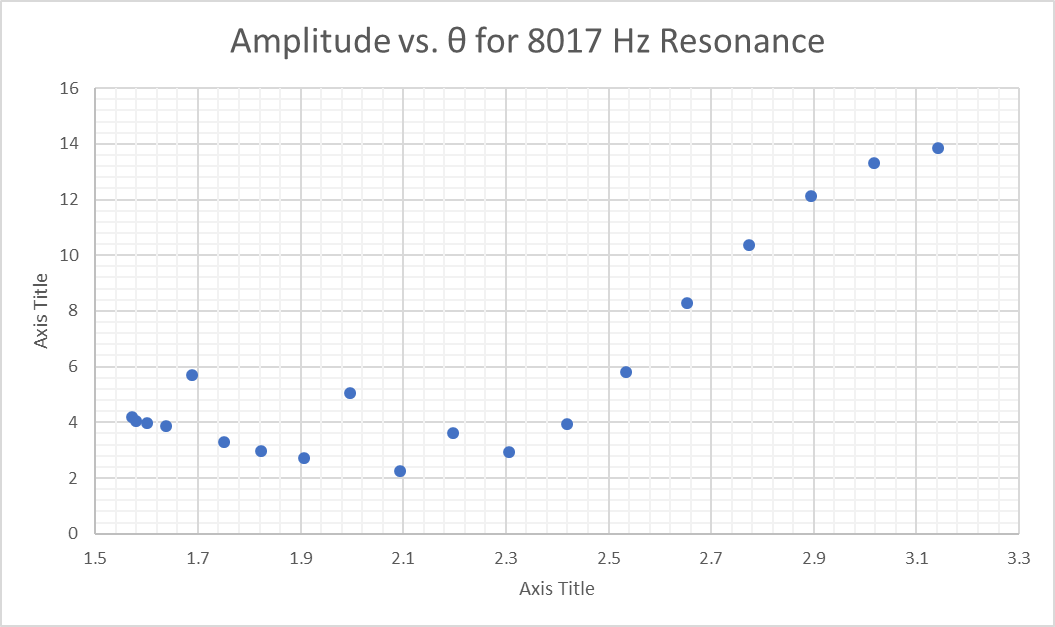 Amplitude vs. θ for 8017 Hz Resonance
16
14
12
10
8
6
4
2
0
Axis Title
1.5 1.7 1.9 2.1 2.3 2.5 2.7 2.9 3.1 3.3
Axis Title